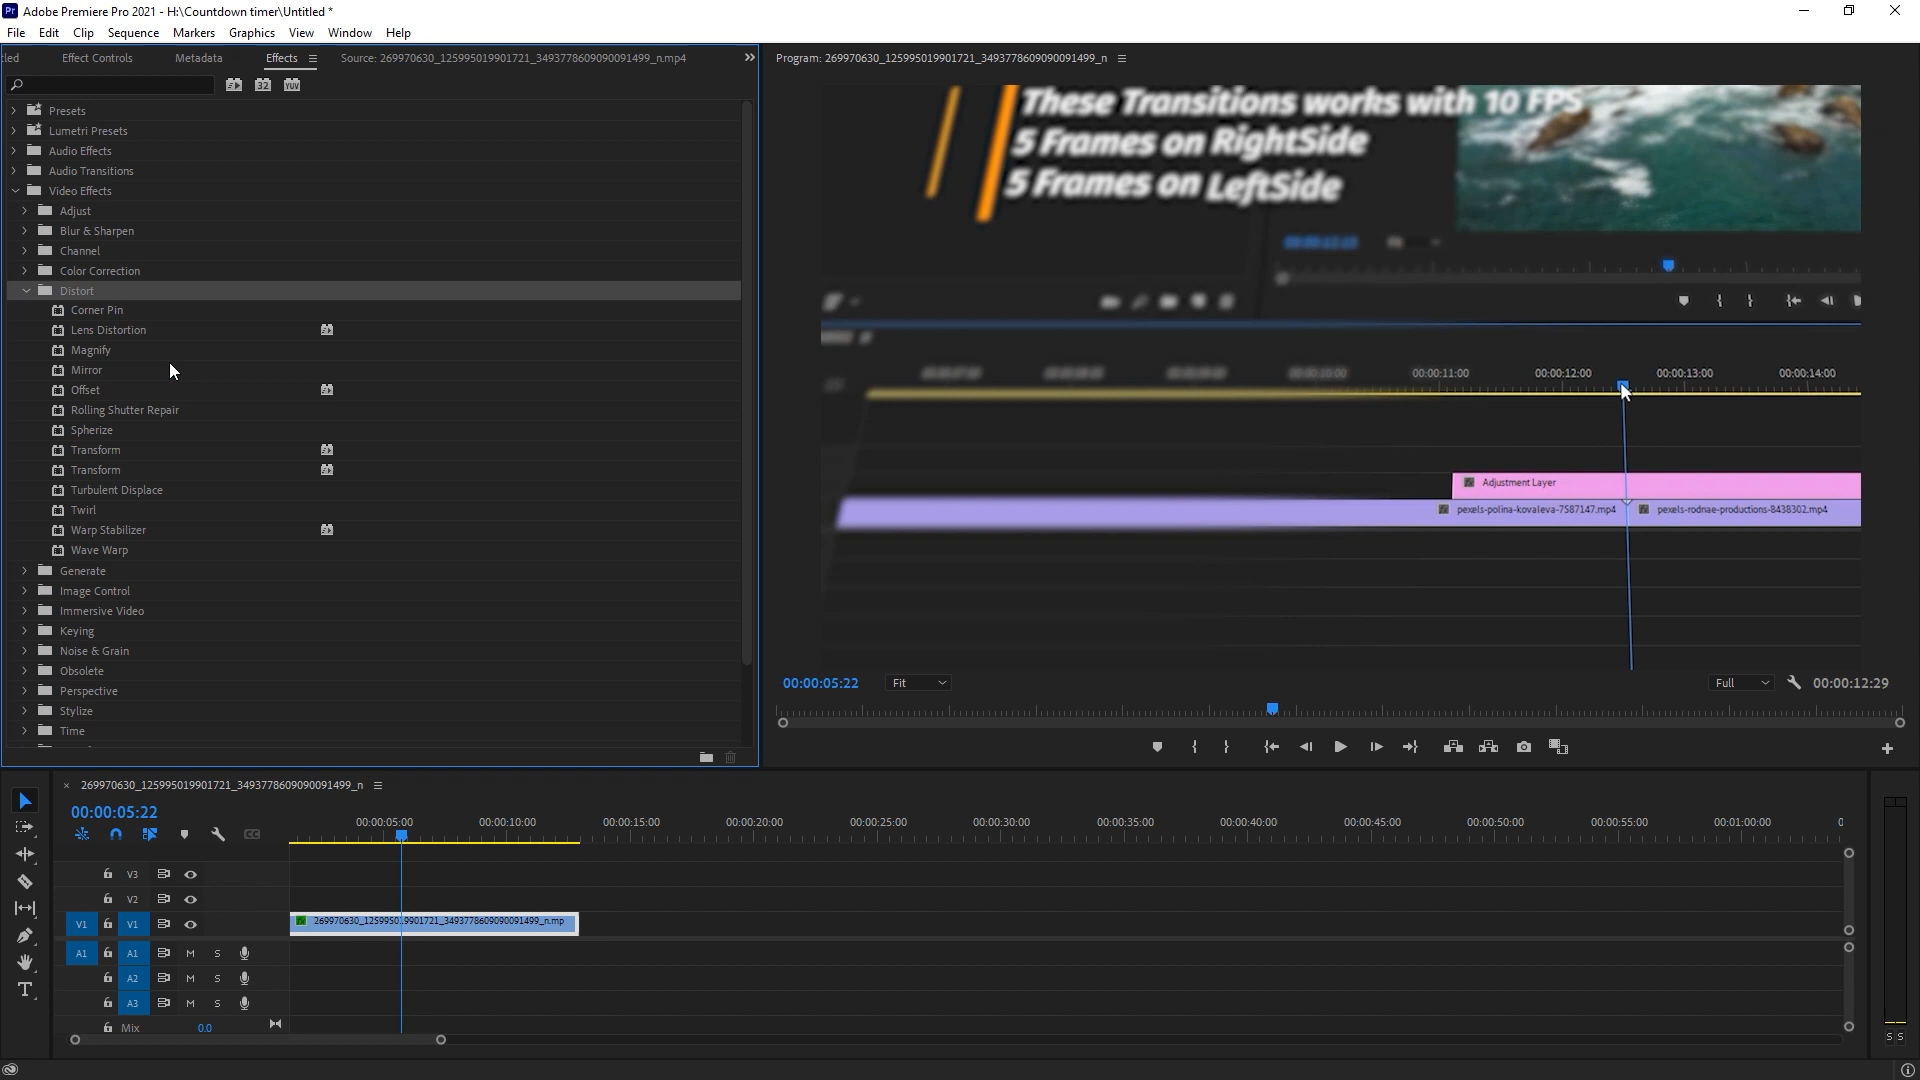 Pr Adobe Premiere Pro 2021 - H:\Countdown timer\Untitled *
File Edit Clip Sequence Markers Graphics View Window Help
Effect Controls Metadata Effects Source: 269970630_125995019901721_3493778609090091499_n.mp4
Program: 269970630_125995019901721_3493778609090091499_n
32 YUV
Presets
Lumetri Presets
Audio Effects
Audio Transitions
Video Effects
Adjust
Blur & Sharpen
Channel
Color Correction
Distort
Corner Pin
Lens Distortion
Magnify
Mirror
Offset
Rolling Shutter Repair
Spherize
Transform
Transform
Turbulent Displace
Twirl
Warp Stabilizer
Wave Warp
Generate
Image Control
Immersive Video
Keying
Noise & Grain
Obsolete
Perspective
Stylize
Time
These Transitions works with 10 FPS
5 Frames on RightSide
5 Frames on LeftSide
00:00:11:00 00:00:12:00 00:00:13:00 00:00:14:00
Adjustment Layer
pexels-polina-kovaleva-7587147.mp4 pexels-rodnae-productions-8438302.mp4
00:00:05:22 Fit Full 00:00:12:29
269970630_125995019901721_3493778609090091499_n
00:00:05:22
00:00:05:00 00:00:10:00 00:00:15:00 00:00:20:00 00:00:25:00 00:00:30:00 00:00:35:00 00:00:40:00 00:00:45:00 00:00:50:00 00:00:55:00 00:01:00:00
V3
V2
V1 V1 269970630_125995019901721_3493778609090091499_n.mp
A1 A1 M S
A2 M S
A3 M S
Mix 0.0
S S